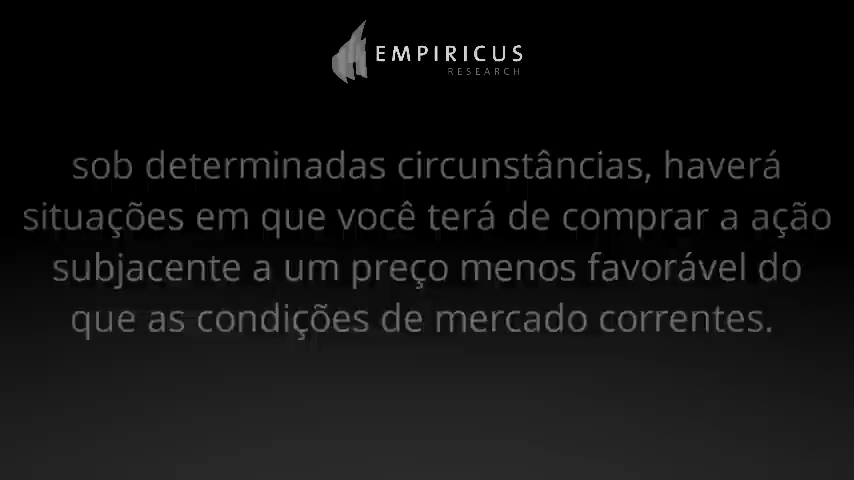 EMPIRICUS
RESEARCH
sob determinadas circunstâncias, haverá
situações em que você terá de comprar a ação
subjacente a um preço menos favorável do
que as condições de mercado correntes.